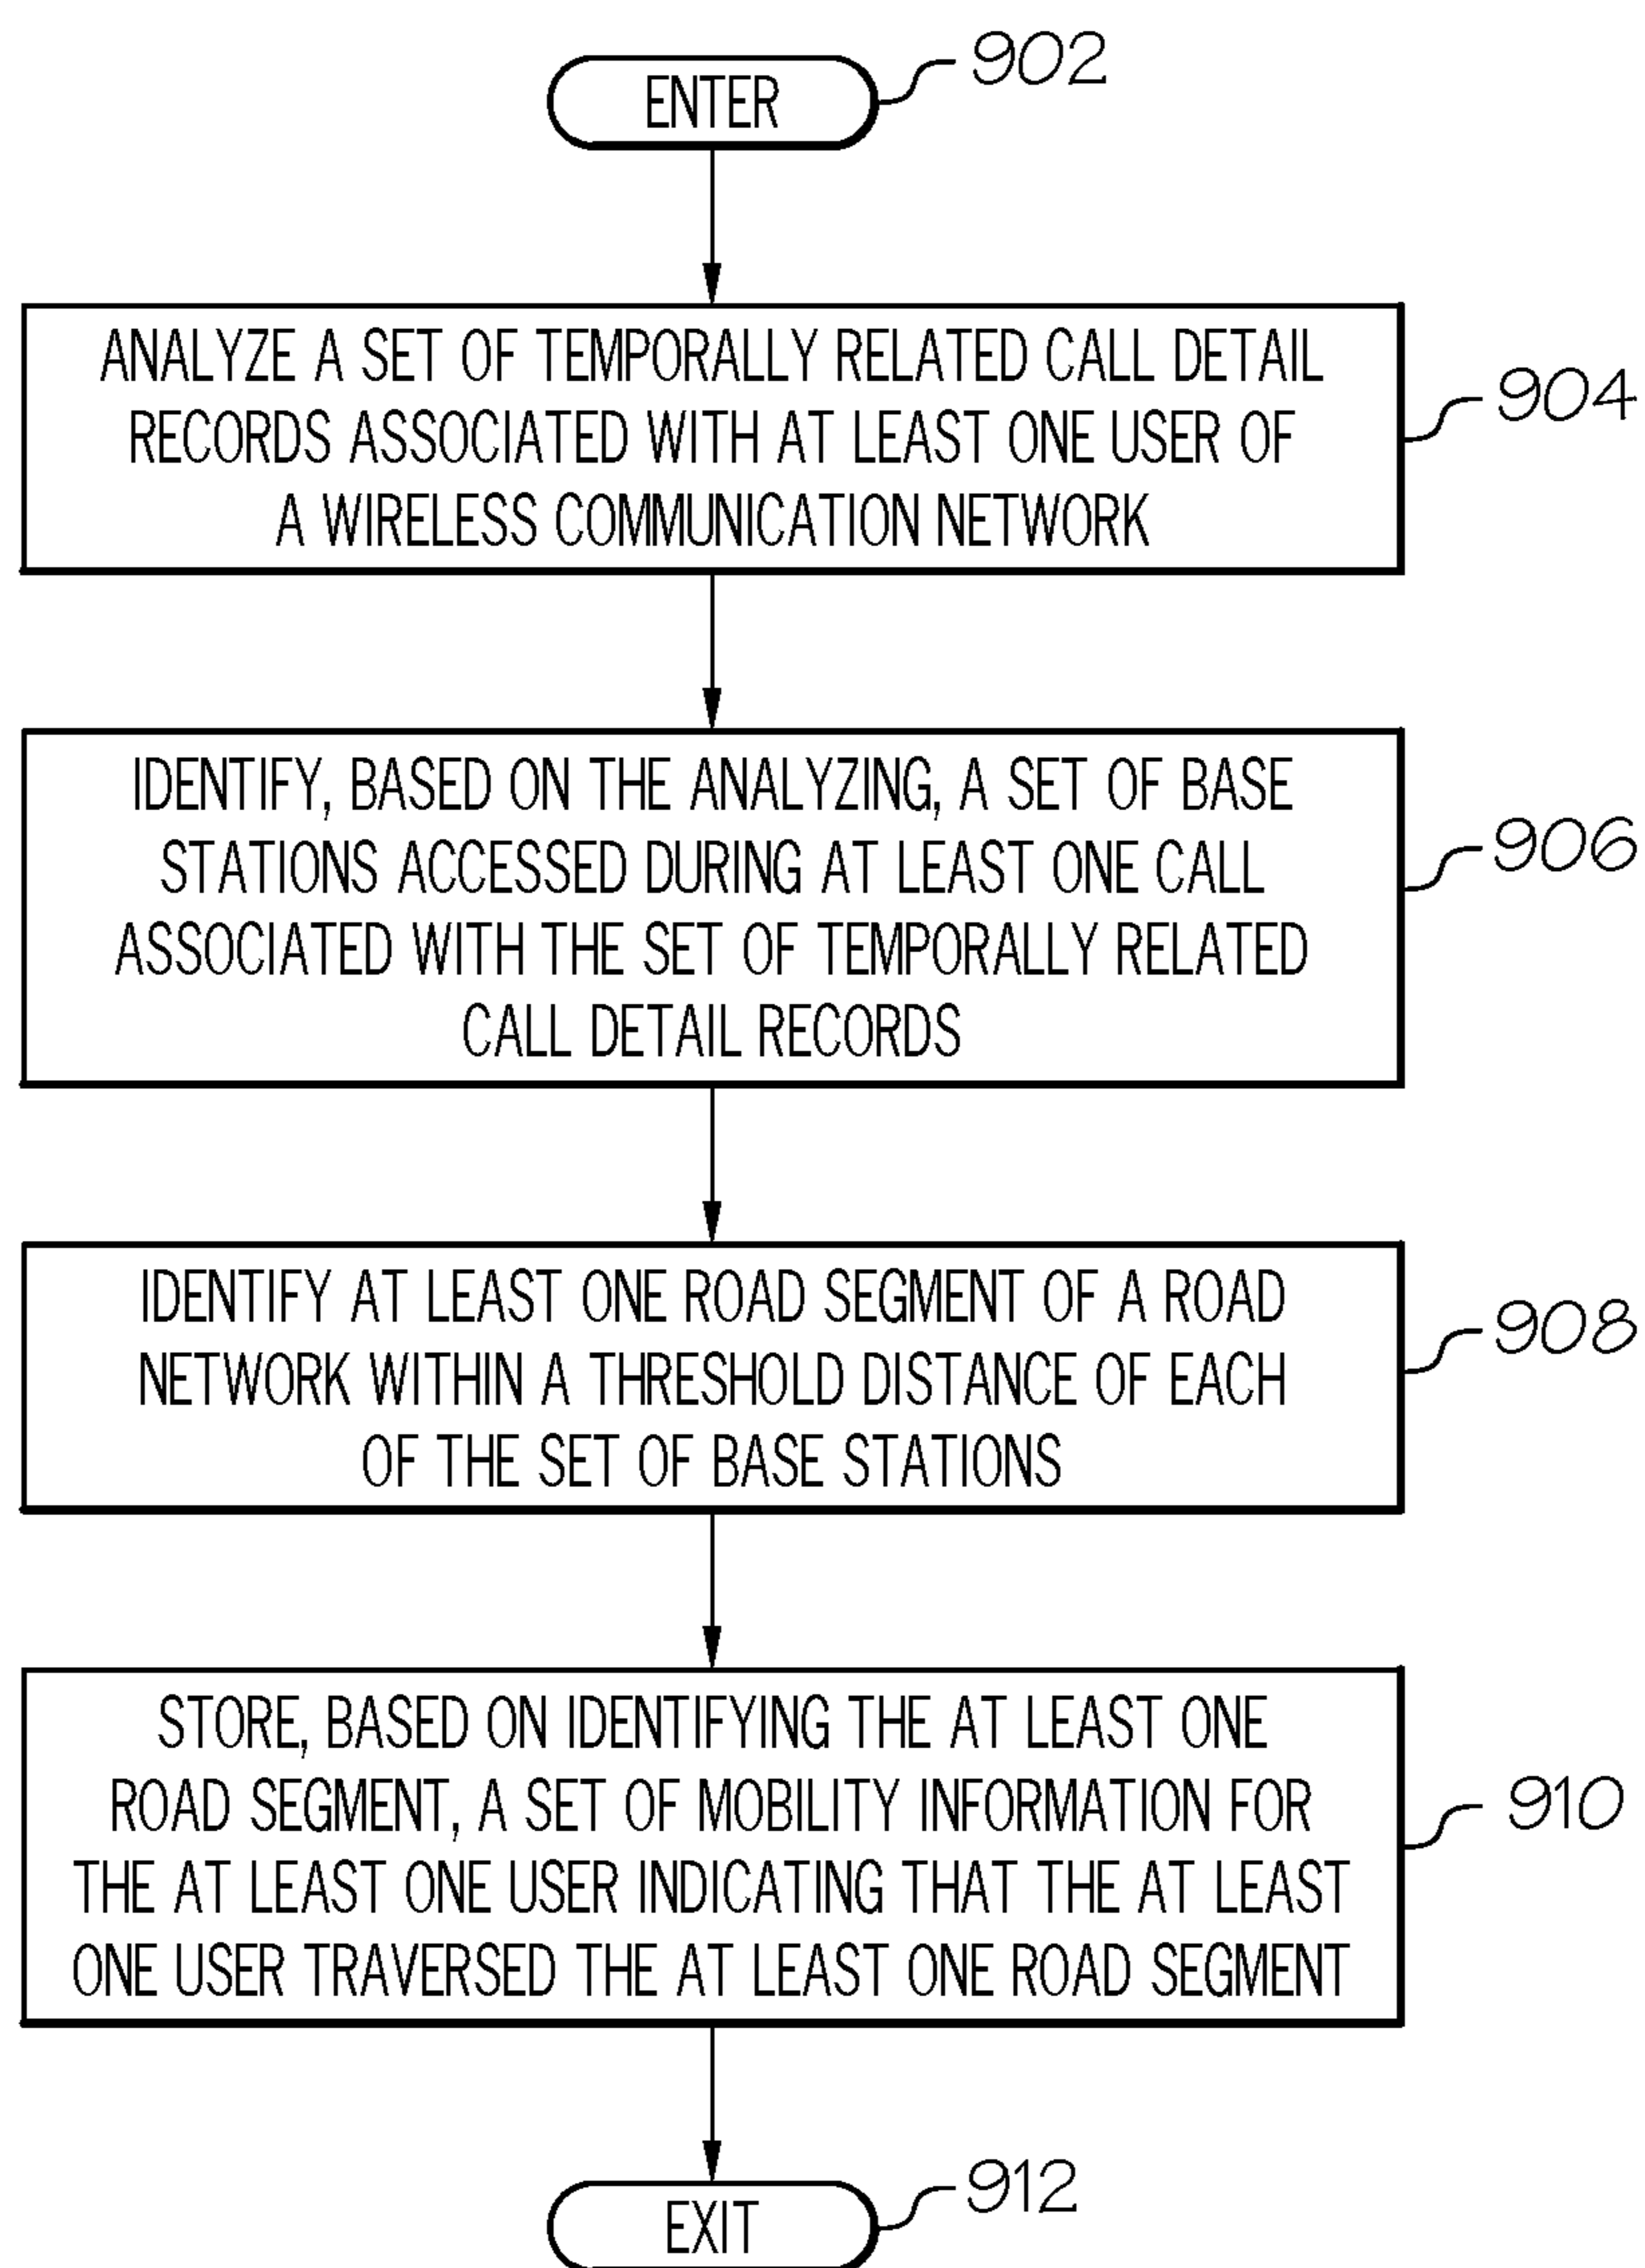 ENTER
902
ANALYZE A SET OF TEMPORALLY RELATED CALL DETAIL
RECORDS ASSOCIATED WITH AT LEAST ONE USER OF
A WIRELESS COMMUNICATION NETWORK
904
IDENTIFY, BASED ON THE ANALYZING, A SET OF BASE
STATIONS ACCESSED DURING AT LEAST ONE CALL
ASSOCIATED WITH THE SET OF TEMPORALLY RELATED
CALL DETAIL RECORDS
906
IDENTIFY AT LEAST ONE ROAD SEGMENT OF A ROAD
NETWORK WITHIN A THRESHOLD DISTANCE OF EACH
OF THE SET OF BASE STATIONS
908
STORE, BASED ON IDENTIFYING THE AT LEAST ONE
ROAD SEGMENT, A SET OF MOBILITY INFORMATION FOR
THE AT LEAST ONE USER INDICATING THAT THE AT LEAST
ONE USER TRAVERSED THE AT LEAST ONE ROAD SEGMENT
910
EXIT
912